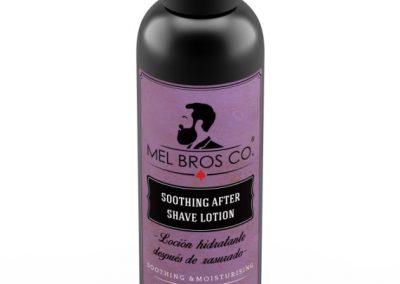 MEL BROS CO.®
SOOTHING AFTER
SHAVE LOTION
Loción hidratante
después de rasurado
SOOTHING & MOISTURISING